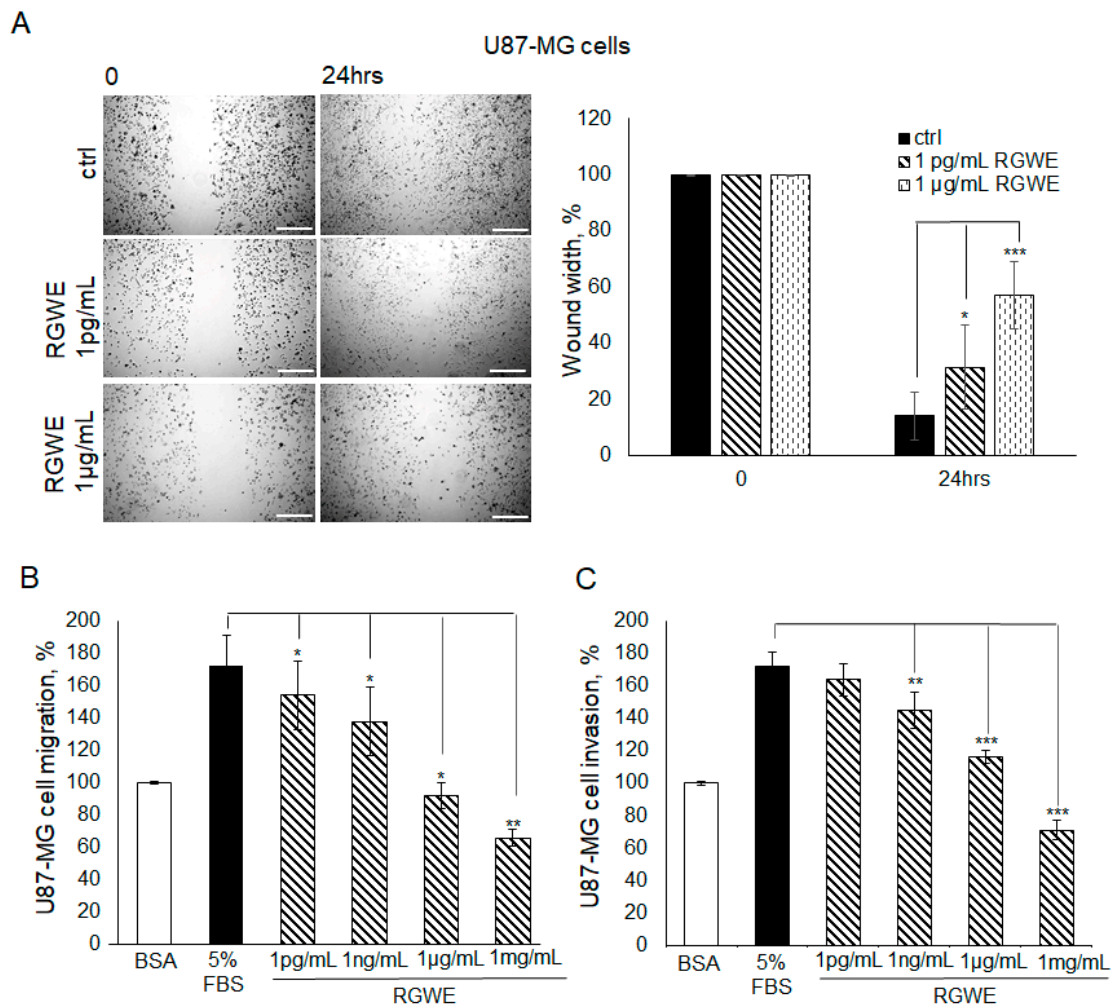 A
U87-MG cells
0
24hrs
ctrl
RGWE
1pg/mL
RGWE
1µg/mL
Wound width, %
120
100
80
60
40
20
0
ctrl
1 pg/mL RGWE
1 µg/mL RGWE
*
***
0
24hrs
B
U87-MG cell migration, %
200
180
160
140
120
100
80
60
40
20
0
*
*
*
**
BSA
5%
FBS
1pg/mL
1ng/mL
1µg/mL
1mg/mL
RGWE
C
U87-MG cell invasion, %
200
180
160
140
120
100
80
60
40
20
0
**
***
***
BSA
5%
FBS
1pg/mL
1ng/mL
1µg/mL
1mg/mL
RGWE